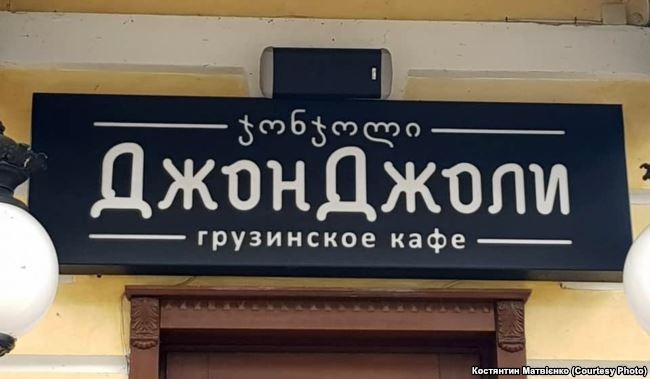 ჯონჯოლი
ДжонДжоли
грузинское кафе
Костянтин Матвієнко (Courtesy Photo)